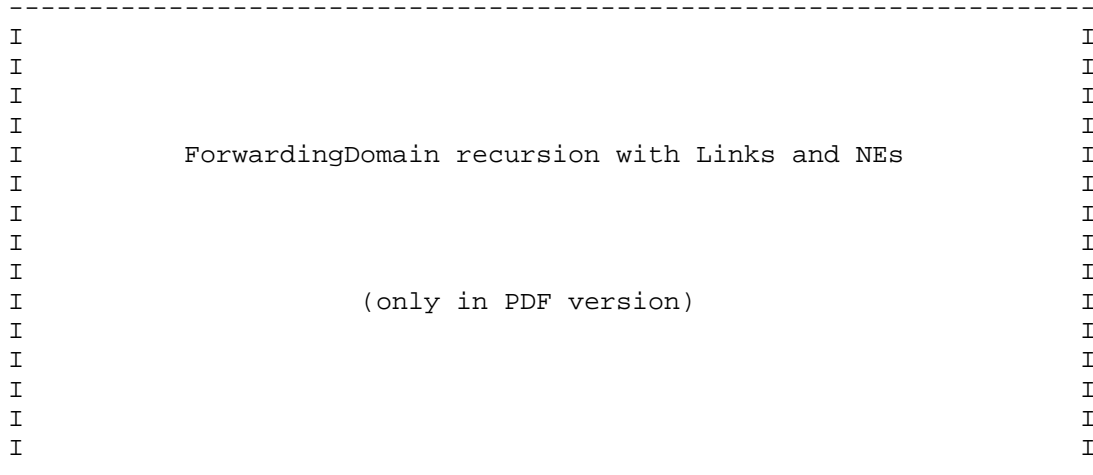 --------------------------------------------------------------------
I I
I I
I I
I I
I ForwardingDomain recursion with Links and NEs I
I I
I I
I I
I I
I (only in PDF version) I
I I
I I
I I
I I
I I